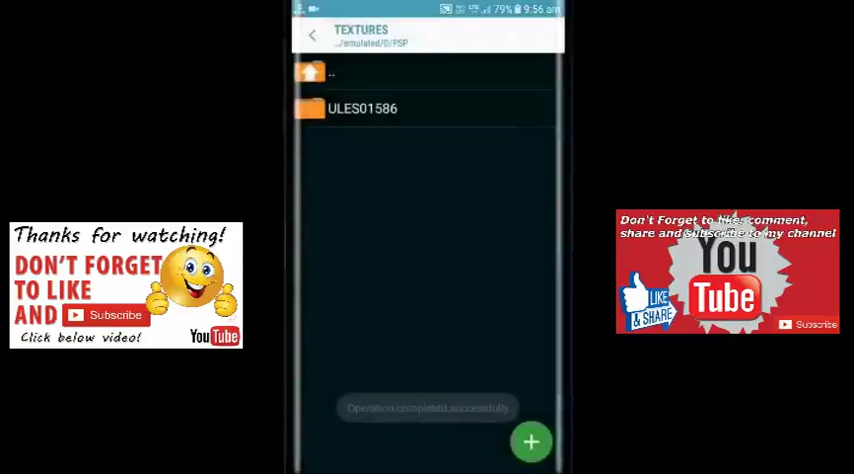 79% 9:56 am
TEXTURES
../emulated/0/PSP
..
ULES01586
Operation completed successfully
Thanks for watching!
DON'T FORGET
TO LIKE
AND Subscribe
Click below video!
YouTube
Don't Forget to like, comment,
share and subscribe to my channel
You
Tube
LIKE
& SHARE
Subscribe